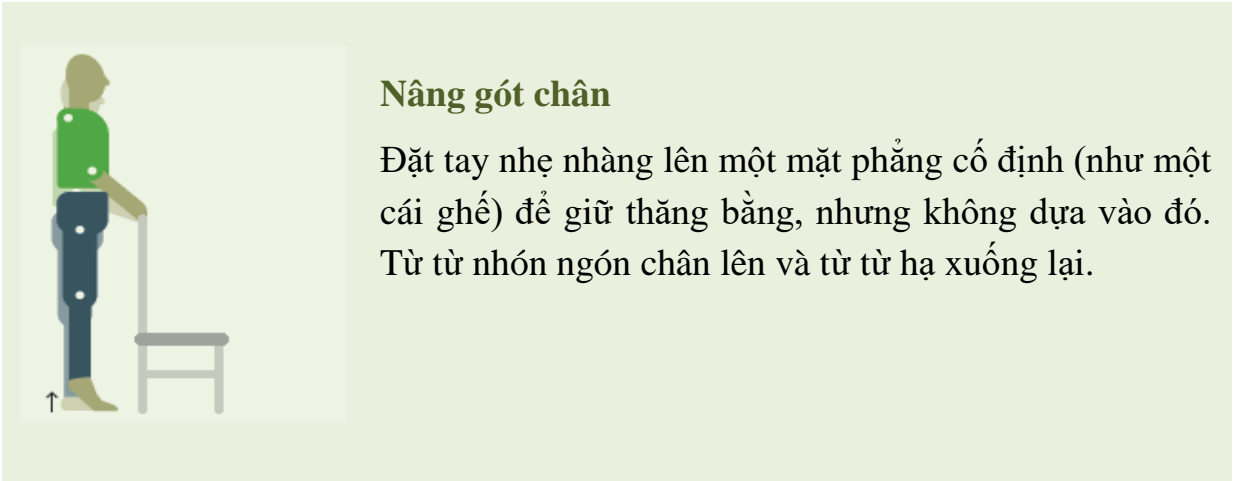 Nâng gót chân
Đặt tay nhẹ nhàng lên một mặt phẳng cố định (như một
cái ghế) để giữ thăng bằng, nhưng không dựa vào đó.
Từ từ nhón ngón chân lên và từ từ hạ xuống lại.